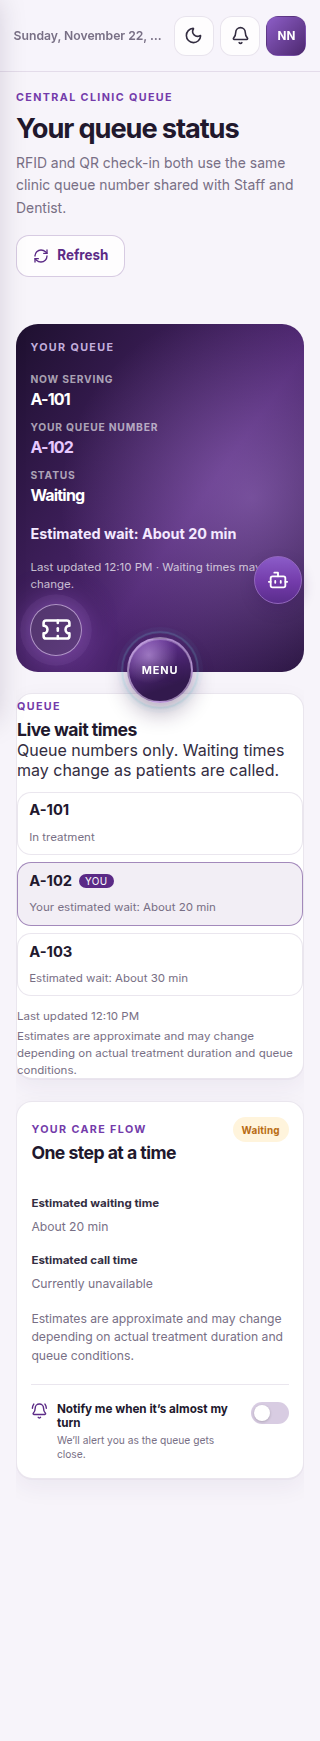 Sunday, November 22, ...
NN
CENTRAL CLINIC QUEUE
Your queue status
RFID and QR check-in both use the same
clinic queue number shared with Staff and
Dentist.
Refresh
YOUR QUEUE
NOW SERVING
A-101
YOUR QUEUE NUMBER
A-102
STATUS
Waiting
Estimated wait: About 20 min
Last updated 12:10 PM · Waiting times may
change.
MENU
QUEUE
Live wait times
Queue numbers only. Waiting times
may change as patients are called.
A-101
In treatment
A-102 YOU
Your estimated wait: About 20 min
A-103
Estimated wait: About 30 min
Last updated 12:10 PM
Estimates are approximate and may change
depending on actual treatment duration and queue
conditions.
YOUR CARE FLOW
Waiting
One step at a time
Estimated waiting time
About 20 min
Estimated call time
Currently unavailable
Estimates are approximate and may change
depending on actual treatment duration and
queue conditions.
Notify me when it's almost my
turn
We'll alert you as the queue gets
close.